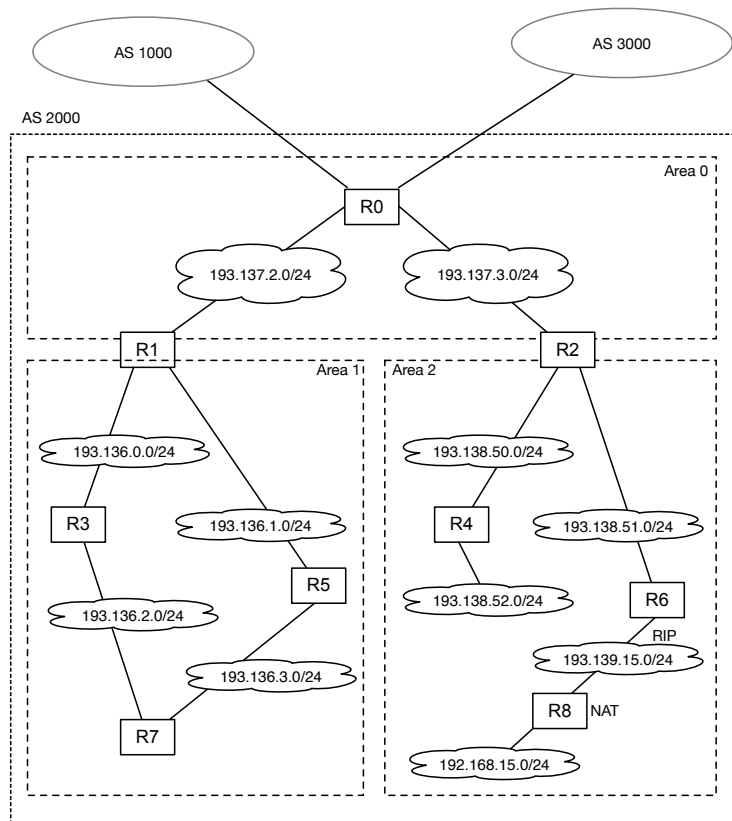 AS 1000
AS 3000
AS 2000
Area 0
R0
193.137.2.0/24
193.137.3.0/24
R1
R2
Area 1
Area 2
193.136.0.0/24
193.138.50.0/24
R3
193.136.1.0/24
R4
193.138.51.0/24
R5
193.136.2.0/24
193.138.52.0/24
R6
RIP
193.136.3.0/24
193.139.15.0/24
R7
R8
NAT
192.168.15.0/24